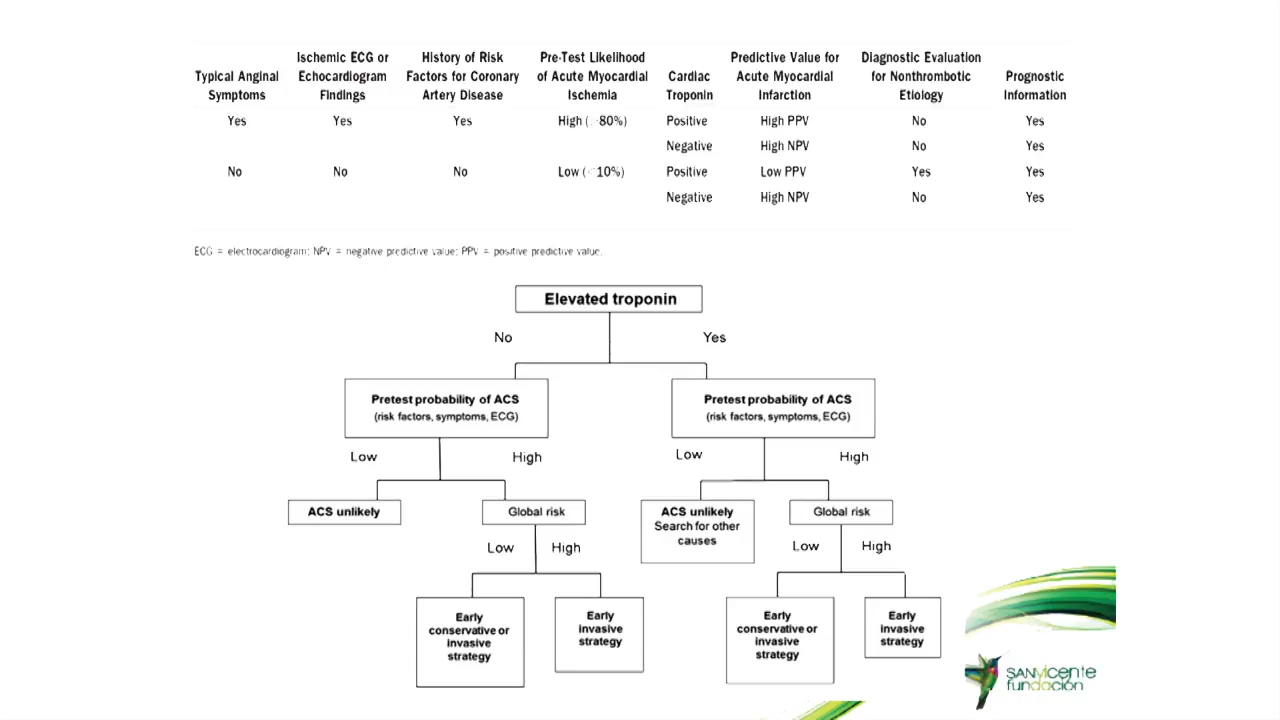 Typical Anginal Symptoms | Ischemic ECG or Echocardiogram Findings | History of Risk Factors for Coronary Artery Disease | Pre-Test Likelihood of Acute Myocardial Ischemia | Cardiac Troponin | Predictive Value for Acute Myocardial Infarction | Diagnostic Evaluation for Nonthrombotic Etiology | Prognostic Information
Yes | Yes | Yes | High ( 80%) | Positive | High PPV | No | Yes
Negative | High NPV | No | Yes
No | No | No | Low ( 10%) | Positive | Low PPV | Yes | Yes
Negative | High NPV | No | Yes
ECG = electrocardiogram; NPV = negative predictive value; PPV = positive predictive value.
Elevated troponin
No
Yes
Pretest probability of ACS
(risk factors, symptoms, ECG)
Pretest probability of ACS
(risk factors, symptoms, ECG)
Low
High
Low
High
ACS unlikely
Global risk
ACS unlikely
Search for other
causes
Global risk
Low
High
Low
High
Early
conservative or
invasive
strategy
Early
invasive
strategy
Early
conservative or
invasive
strategy
Early
invasive
strategy
SANVICENTE
fundación